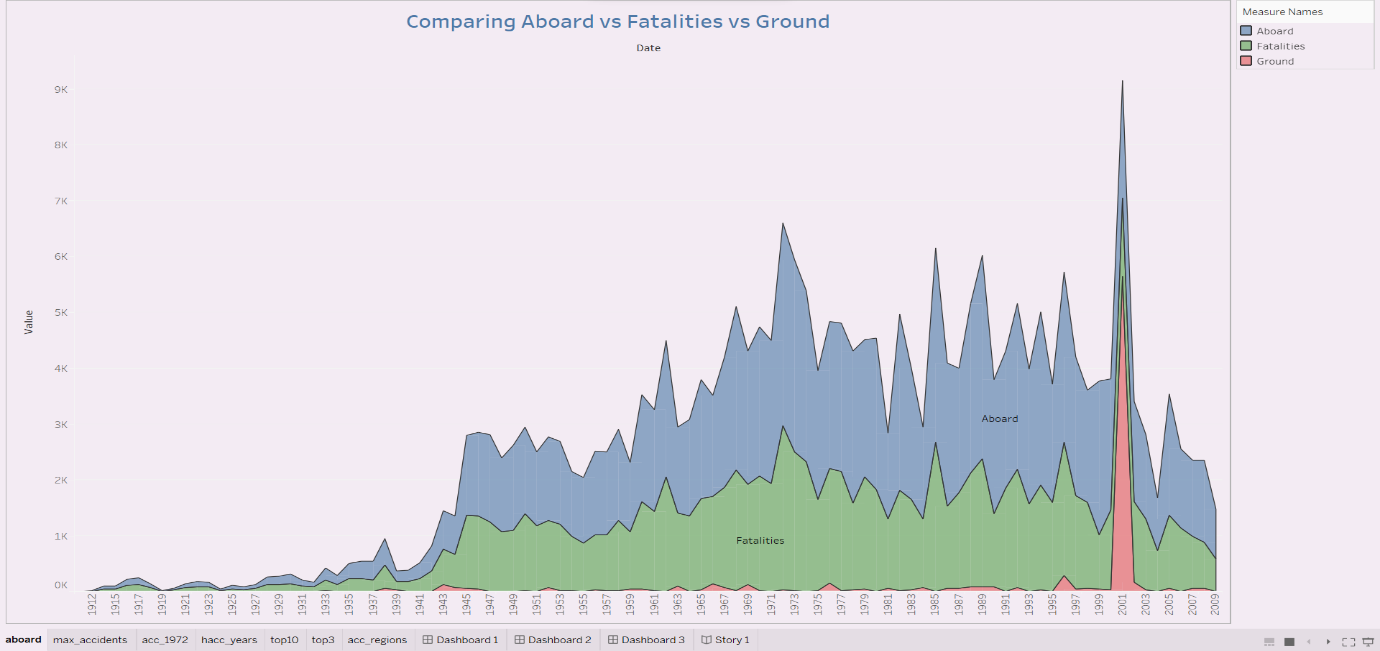 Comparing Aboard vs Fatalities vs Ground
Measure Names
Aboard
Fatalities
Ground
Date
9K
8K
7K
6K
5K
4K
3K
2K
1K
0K
Value
Aboard
Fatalities
1912 1915 1917 1919 1921 1923 1925 1927 1929 1931 1933 1935 1937 1939 1941 1943 1945 1947 1949 1951 1953 1955 1957 1959 1961 1963 1965 1967 1969 1971 1973 1975 1977 1979 1981 1983 1985 1987 1989 1991 1993 1995 1997 1999 2001 2003 2005 2007 2009
aboard max_accidents acc_1972 hacc_years top10 top3 acc_regions Dashboard 1 Dashboard 2 Dashboard 3 Story 1